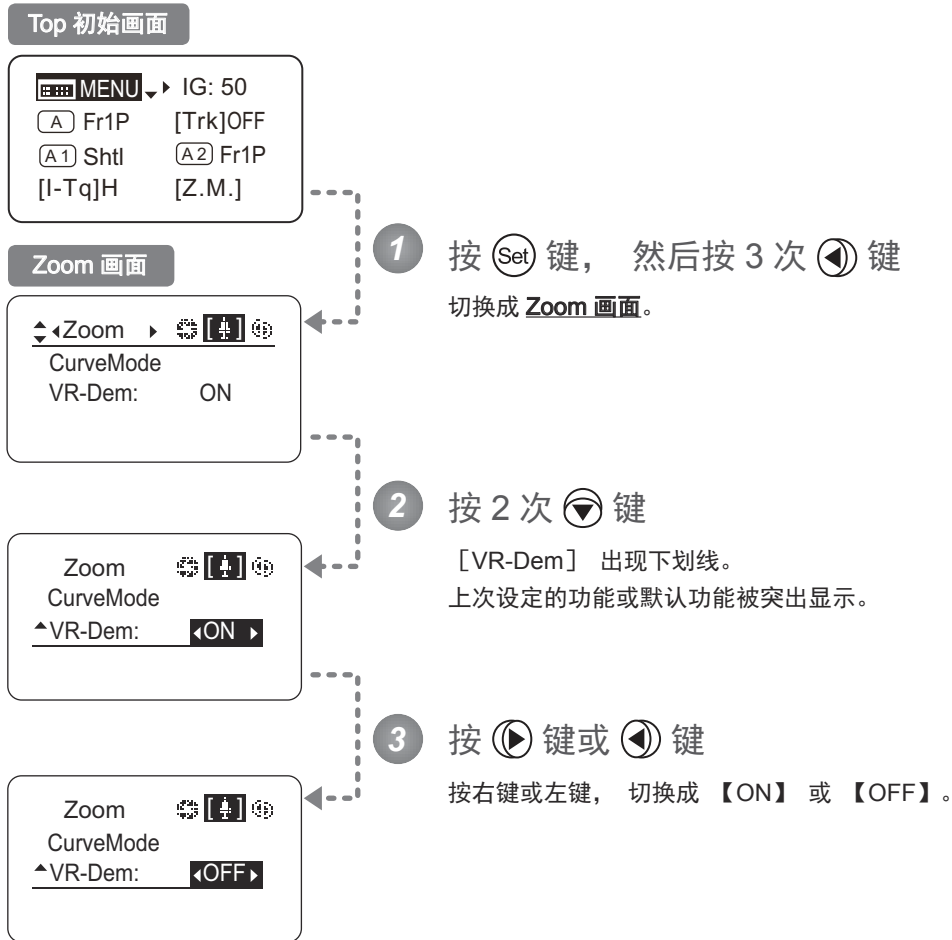 Top 初始画面
MENU IG: 50
A Fr1P [Trk]OFF
A1 Shtl A2 Fr1P
[I-Tq]H [Z.M.]
1 按 Set 键， 然后按 3 次 键
切换成 Zoom 画面。
Zoom 画面
Zoom
CurveMode
VR-Dem: ON
2 按 2 次 键
［VR-Dem］ 出现下划线。
上次设定的功能或默认功能被突出显示。
Zoom
CurveMode
VR-Dem: ON
3 按 键或 键
按右键或左键， 切换成 【ON】 或 【OFF】。
Zoom
CurveMode
VR-Dem: OFF